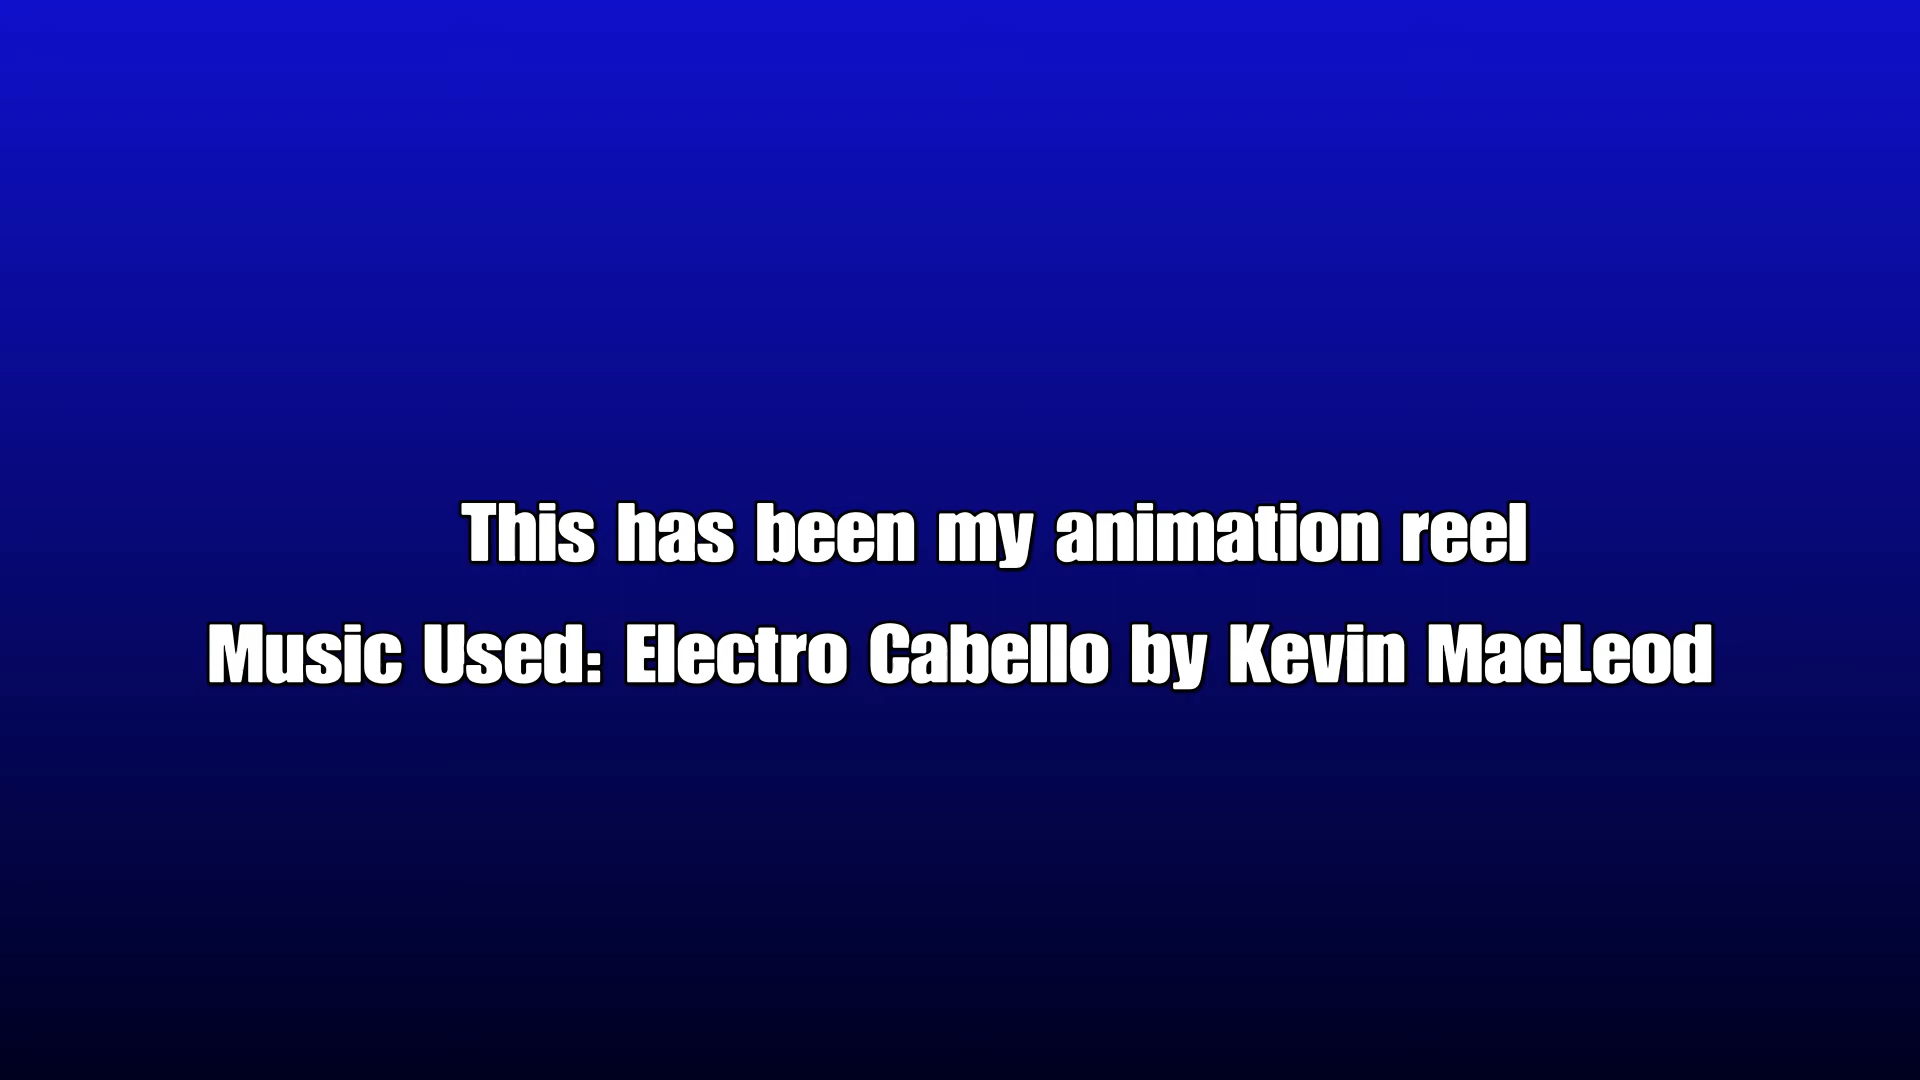 This has been my animation reel
Music Used: Electro Cabello by Kevin MacLeod